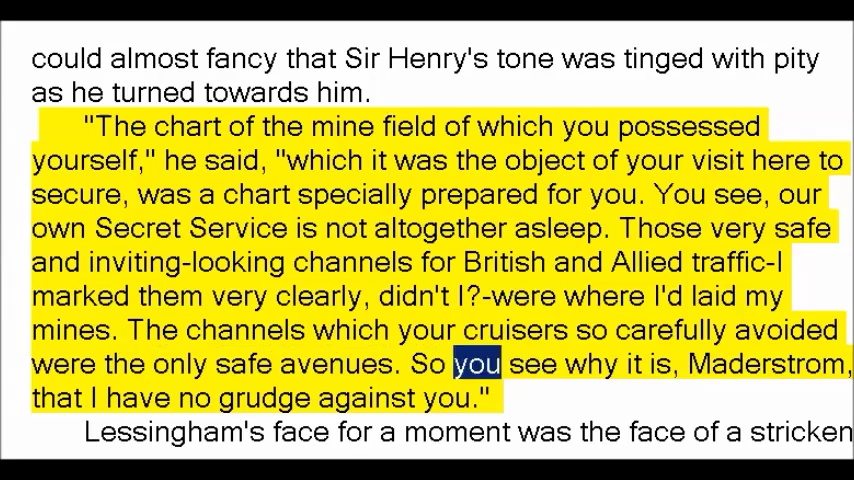 could almost fancy that Sir Henry's tone was tinged with pity
as he turned towards him.
"The chart of the mine field of which you possessed
yourself," he said, "which it was the object of your visit here to
secure, was a chart specially prepared for you. You see, our
own Secret Service is not altogether asleep. Those very safe
and inviting-looking channels for British and Allied traffic-I
marked them very clearly, didn't I?-were where I'd laid my
mines. The channels which your cruisers so carefully avoided
were the only safe avenues. So you see why it is, Maderstrom,
that I have no grudge against you."
Lessingham's face for a moment was the face of a stricken